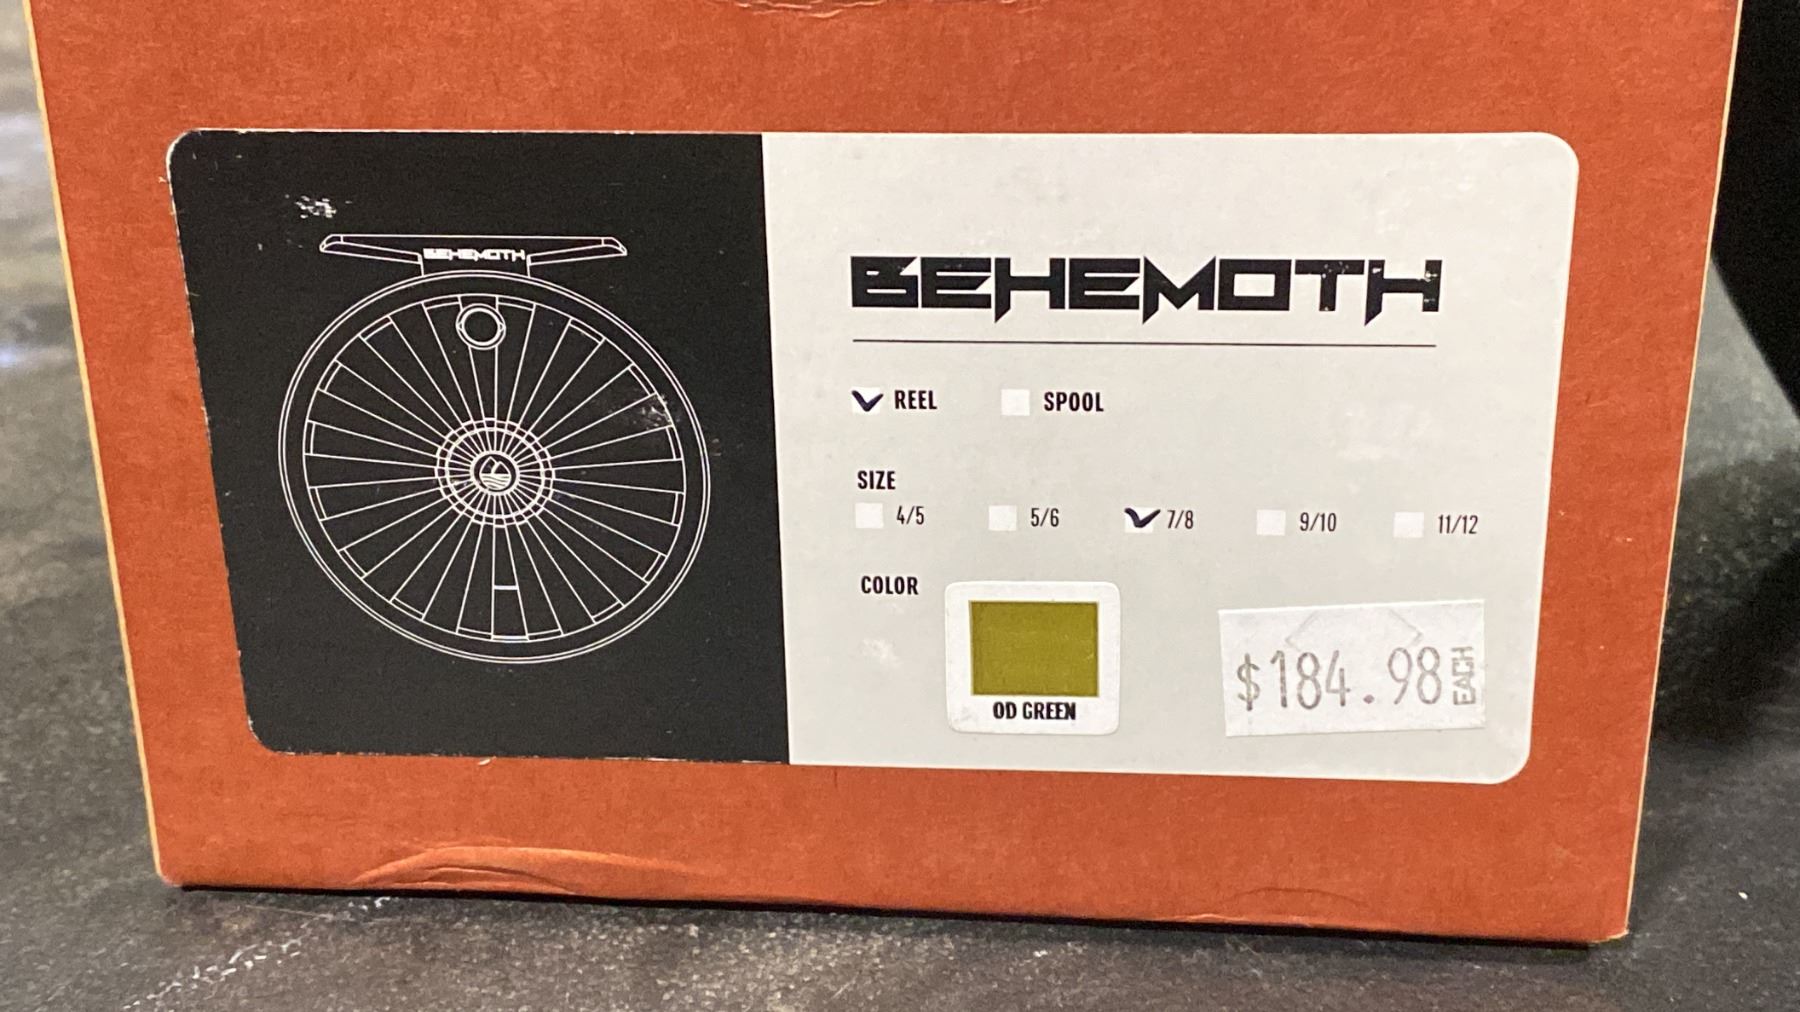 BEHEMOTH
BEHEMOTH
REEL SPOOL
SIZE
4/5 5/6 7/8 9/10 11/12
COLOR
OD GREEN
$184.98 EACH